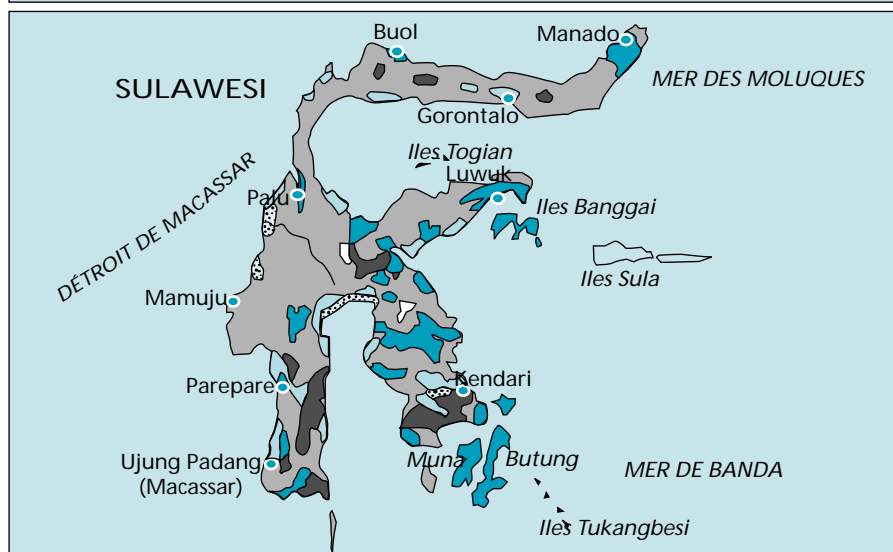 Buol
Manado
SULAWESI
MER DES MOLUQUES
Gorontalo
Iles Togian
Luwuk
Palu
Iles Banggai
DÉTROIT DE MACASSAR
Iles Sula
Mamuju
Parepare
Kendari
Ujung Padang
(Macassar)
Muna
Butung
MER DE BANDA
Iles Tukangbesi